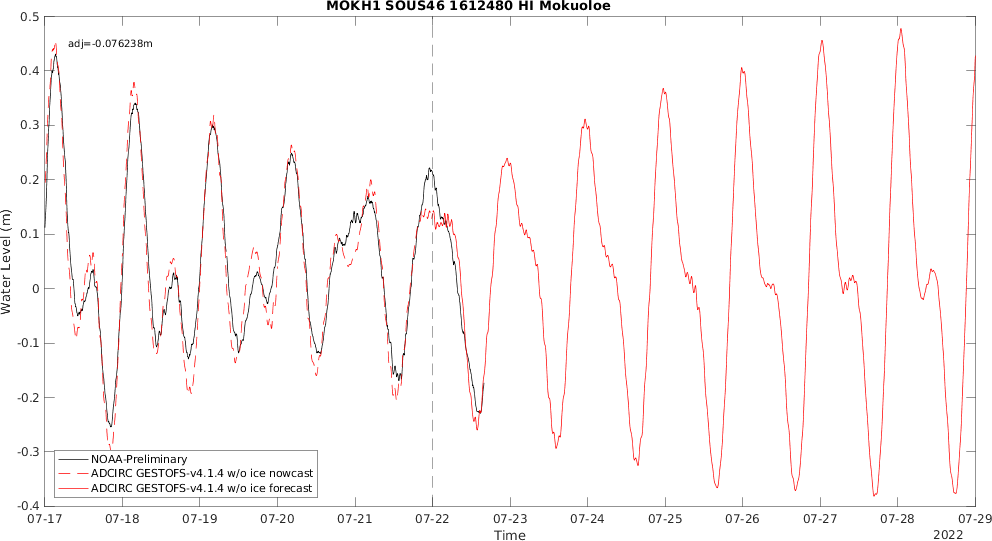 MOKH1 SOUS46 1612480 HI Mokuoloe
adj=-0.076238m
0.5
0.4
0.3
0.2
0.1
0
-0.1
-0.2
-0.3
-0.4
Water Level (m)
NOAA-Preliminary
ADCIRC GESTOFS-v4.1.4 w/o ice nowcast
ADCIRC GESTOFS-v4.1.4 w/o ice forecast
07-17 07-18 07-19 07-20 07-21 07-22 07-23 07-24 07-25 07-26 07-27 07-28 07-29
Time
2022